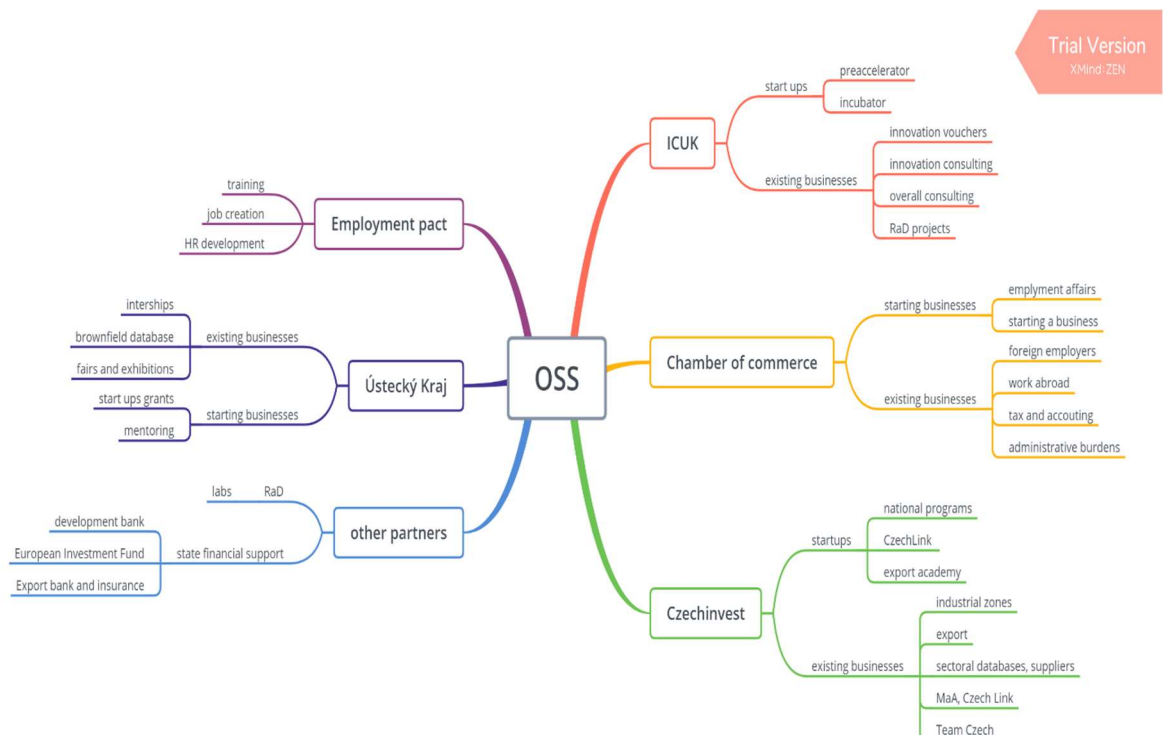 Trial Version
XMind:ZEN
OSS
ICUK
start ups
preaccelerator
incubator
existing businesses
innovation vouchers
innovation consulting
overall consulting
RaD projects
Chamber of commerce
starting businesses
emplyment affairs
starting a business
existing businesses
foreign employers
work abroad
tax and accouting
administrative burdens
Czechinvest
startups
national programs
CzechLink
export academy
existing businesses
industrial zones
export
sectoral databases, suppliers
MaA, Czech Link
Team Czech
Employment pact
training
job creation
HR development
Ústecký Kraj
existing businesses
interships
brownfield database
fairs and exhibitions
starting businesses
start ups grants
mentoring
other partners
RaD
labs
state financial support
development bank
European Investment Fund
Export bank and insurance